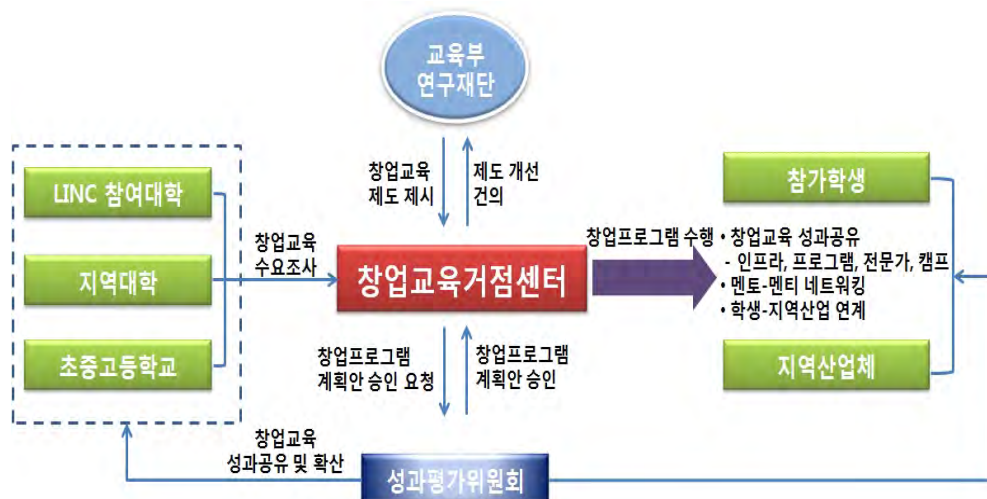 교육부
연구재단
창업교육
제도 제시
제도 개선
건의
LINC 참여대학
지역대학
초중고등학교
창업교육
수요조사
창업교육거점센터
창업프로그램 수행
참가학생
• 창업교육 성과공유
- 인프라, 프로그램, 전문가, 캠프
• 멘토-멘티 네트워킹
• 학생-지역산업 연계
지역산업체
창업프로그램
계획안 승인 요청
창업프로그램
계획안 승인
창업교육
성과공유 및 확산
성과평가위원회